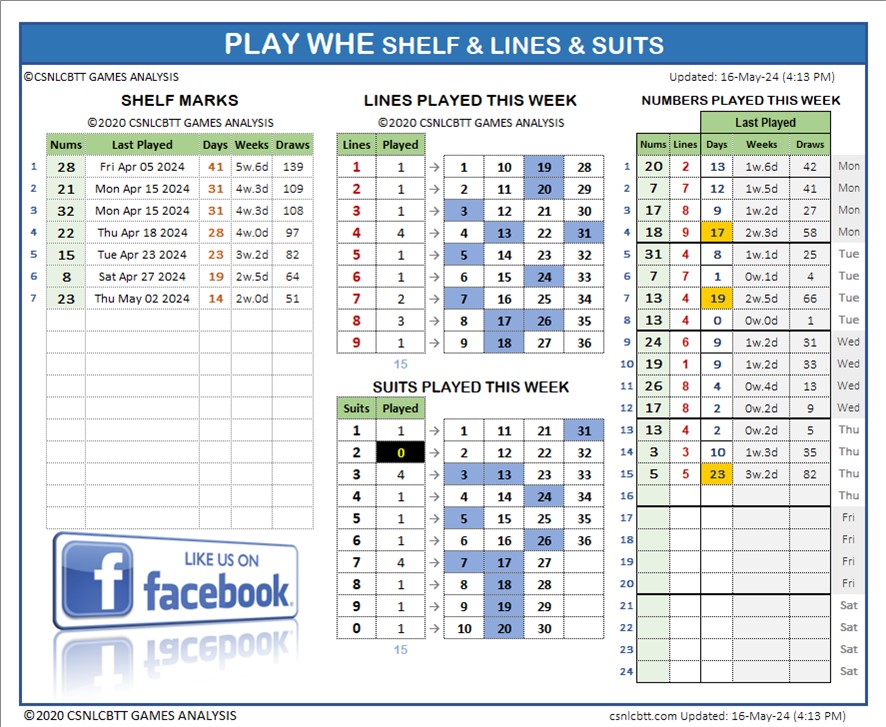 PLAY WHE SHELF & LINES & SUITS
©CSNLCBTT GAMES ANALYSIS
Updated: 16-May-24 (4:13 PM)
SHELF MARKS
©2020 CSNLCBTT GAMES ANALYSIS
Nums Last Played Days Weeks Draws
1 28 Fri Apr 05 2024 41 5w.6d 139
2 21 Mon Apr 15 2024 31 4w.3d 109
3 32 Mon Apr 15 2024 31 4w.3d 108
4 22 Thu Apr 18 2024 28 4w.0d 97
5 15 Tue Apr 23 2024 23 3w.2d 82
6 8 Sat Apr 27 2024 19 2w.5d 64
7 23 Thu May 02 2024 14 2w.0d 51
LIKE US ON
f facebook.
LINES PLAYED THIS WEEK
©2020 CSNLCBTT GAMES ANALYSIS
Lines Played
1 1 → 1 10 19 28
2 1 → 2 11 20 29
3 1 → 3 12 21 30
4 4 → 4 13 22 31
5 1 → 5 14 23 32
6 1 → 6 15 24 33
7 2 → 7 16 25 34
8 3 → 8 17 26 35
9 1 → 9 18 27 36
15
SUITS PLAYED THIS WEEK
Suits Played
1 1 → 1 11 21 31
2 0 → 2 12 22 32
3 4 → 3 13 23 33
4 1 → 4 14 24 34
5 1 → 5 15 25 35
6 1 → 6 16 26 36
7 4 → 7 17 27
8 1 → 8 18 28
9 1 → 9 19 29
0 1 → 10 20 30
15
NUMBERS PLAYED THIS WEEK
Last Played
Nums Lines Days Weeks Draws
1 20 2 13 1w.6d 42 Mon
2 7 7 12 1w.5d 41 Mon
3 17 8 9 1w.2d 27 Mon
4 18 9 17 2w.3d 58 Mon
5 31 4 8 1w.1d 25 Tue
6 7 7 1 0w.1d 4 Tue
7 13 4 19 2w.5d 66 Tue
8 13 4 0 0w.0d 1 Tue
9 24 6 9 1w.2d 31 Wed
10 19 1 9 1w.2d 33 Wed
11 26 8 4 0w.4d 13 Wed
12 17 8 2 0w.2d 9 Wed
13 13 4 2 0w.2d 5 Thu
14 3 3 10 1w.3d 35 Thu
15 5 5 23 3w.2d 82 Thu
16 Thu
17 Fri
18 Fri
19 Fri
20 Fri
21 Sat
22 Sat
23 Sat
24 Sat
©2020 CSNLCBTT GAMES ANALYSIS
csnlcbtt.com Updated: 16-May-24 (4:13 PM)